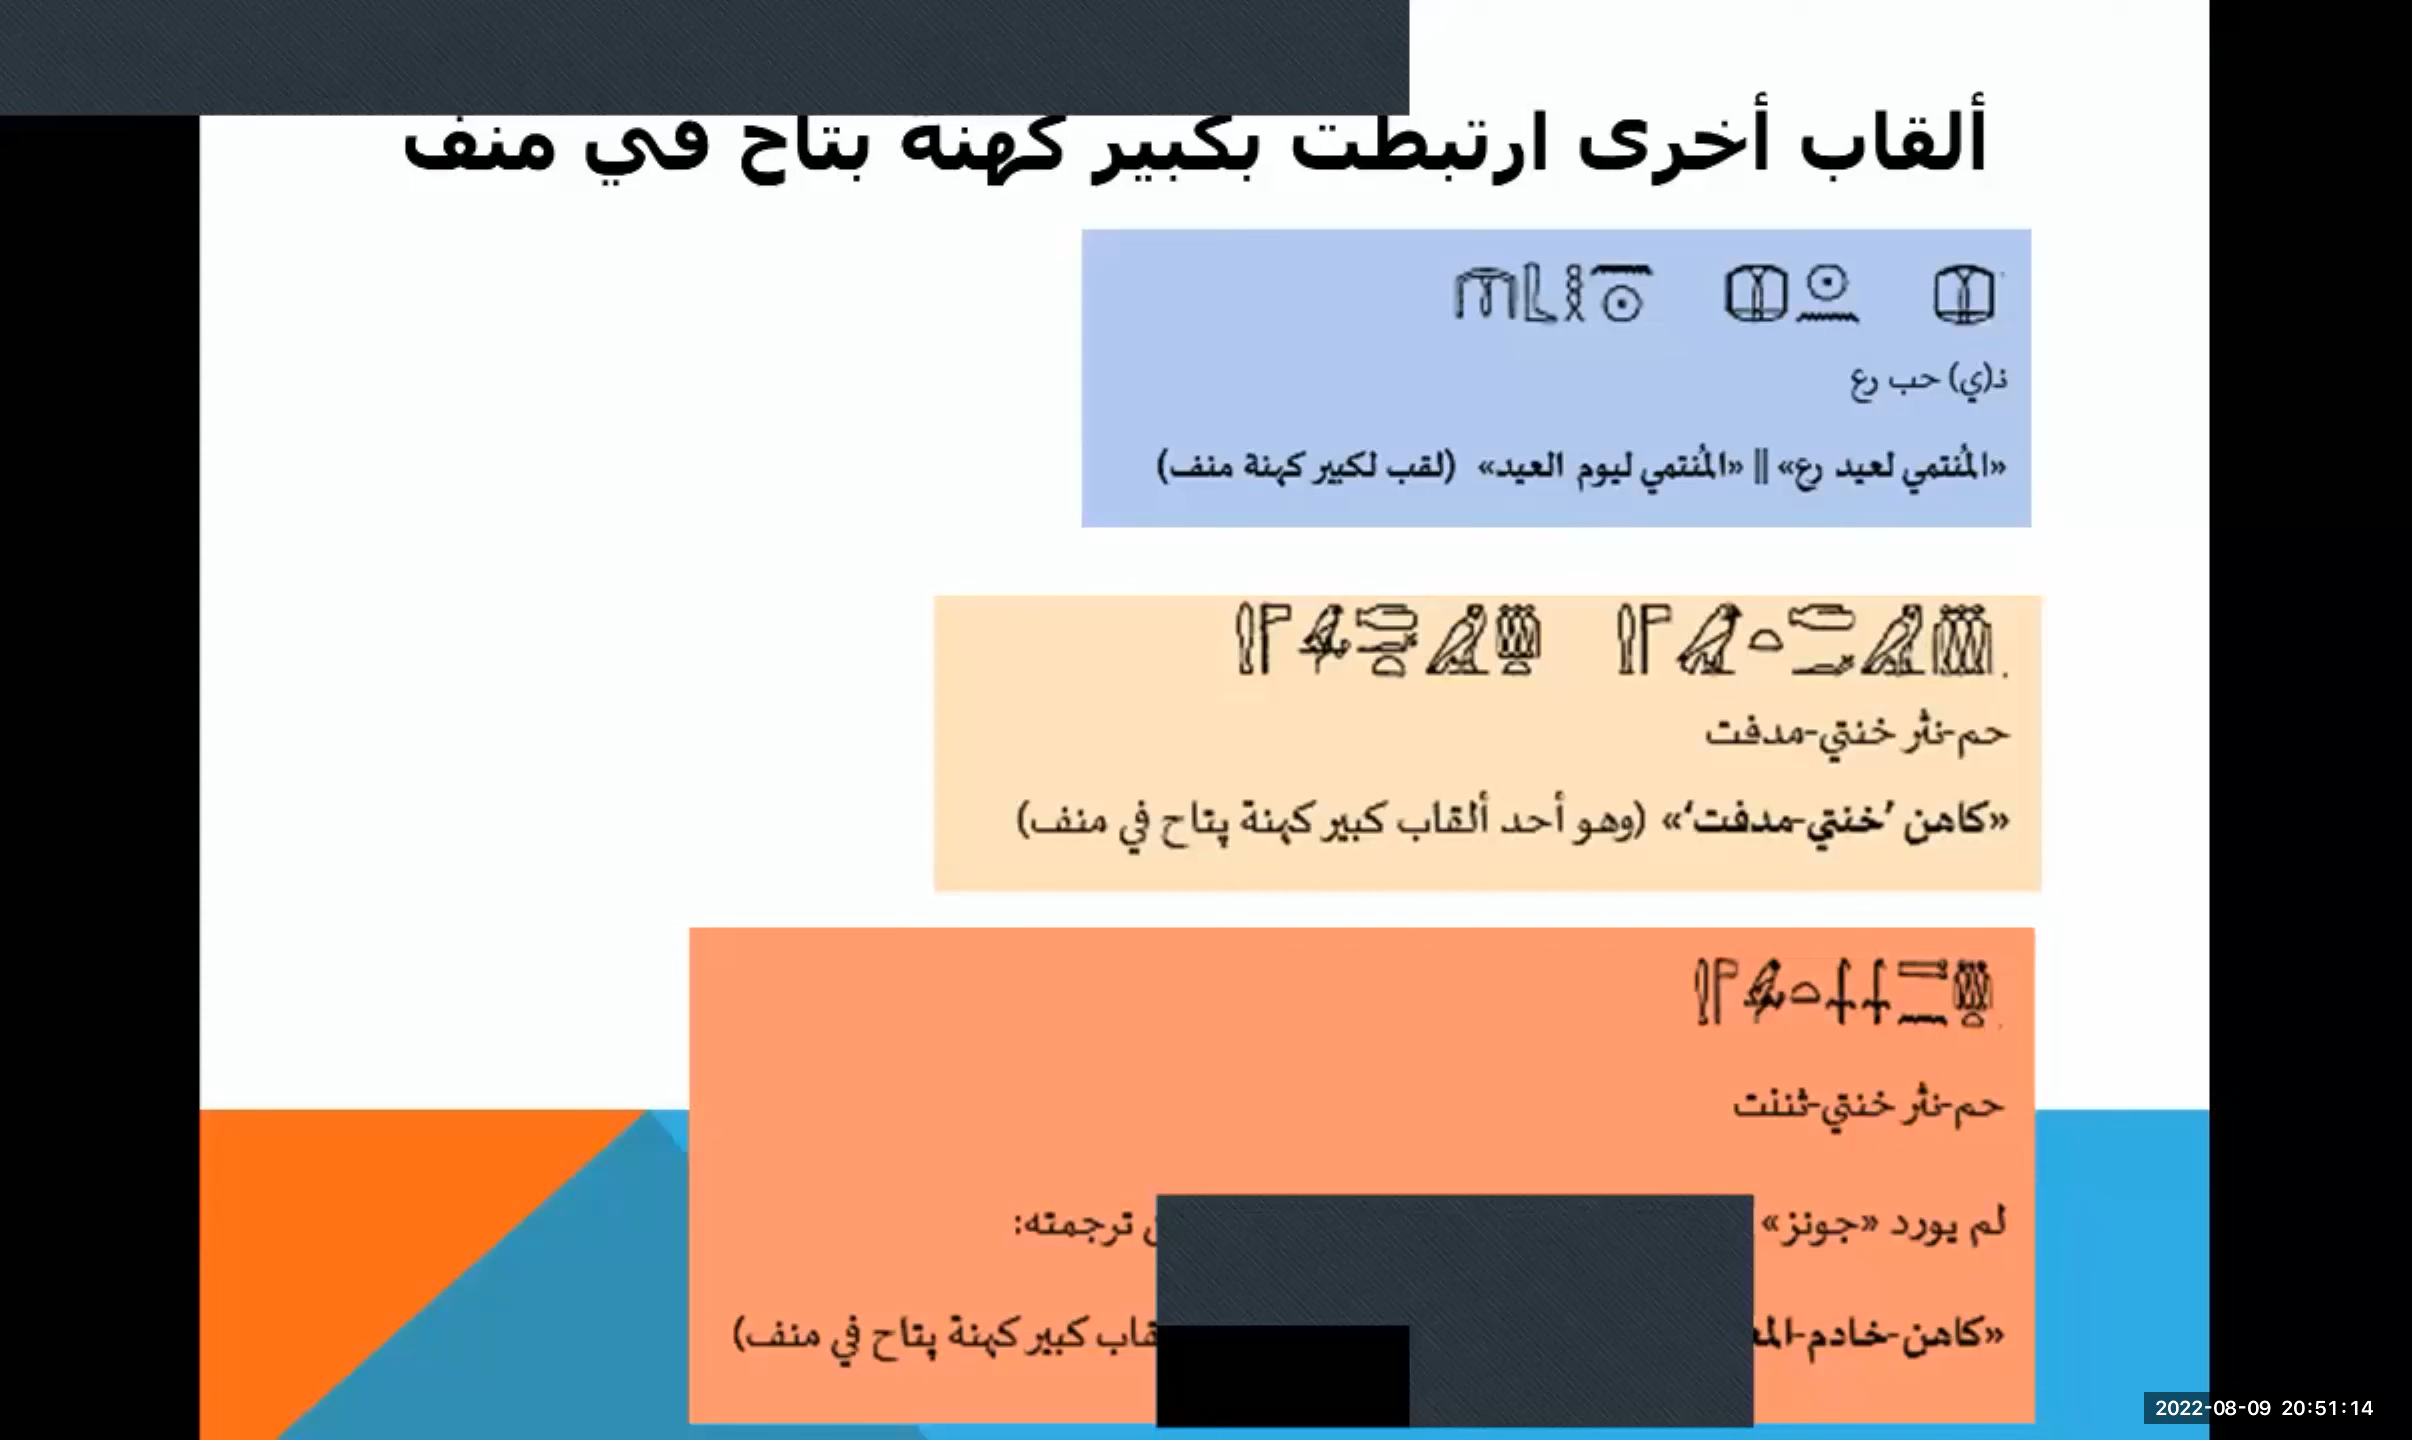 ألقاب أخرى ارتبطت بكبير كهنة بتاح في منف
ذ(ي) حب رع
«المُنتمي لعيد رع» || «المُنتمي ليوم العيد» (لقب لكبير كهنة منف)
حم-نثر خنتي-مدفت
«كاهن ’خنتي-مدفت‘» (وهو أحد ألقاب كبير كهنة پتاح في منف)
حم-نثر خنتي-ثننت
لم يورد «جونز» ترجمته:
«كاهن-خادم- كبير كهنة پتاح في منف)
2022-08-09 20:51:14